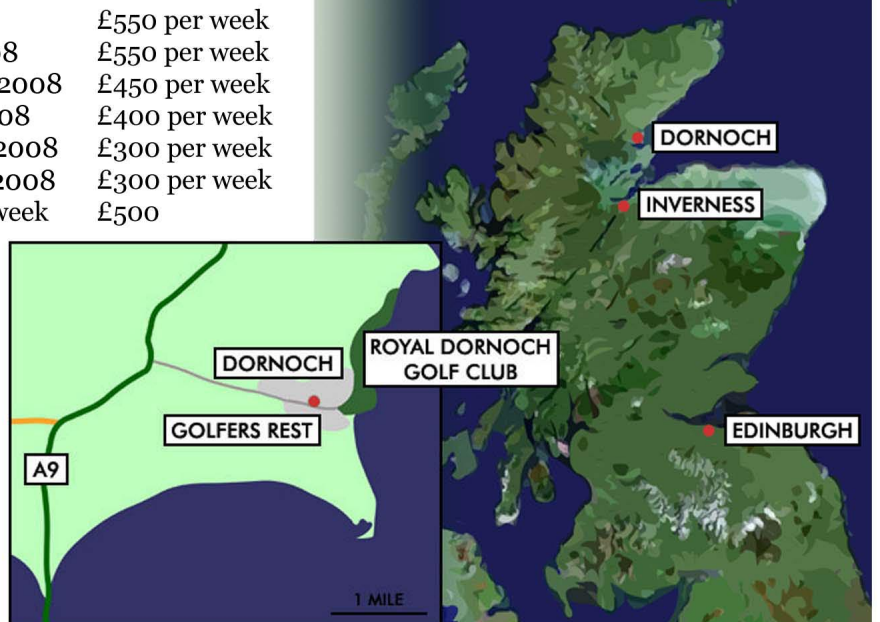 £550 per week
08 £550 per week
2008 £450 per week
08 £400 per week
2008 £300 per week
2008 £300 per week
week £500
DORNOCH
INVERNESS
EDINBURGH
DORNOCH
ROYAL DORNOCH
GOLF CLUB
GOLFERS REST
A9
1 MILE